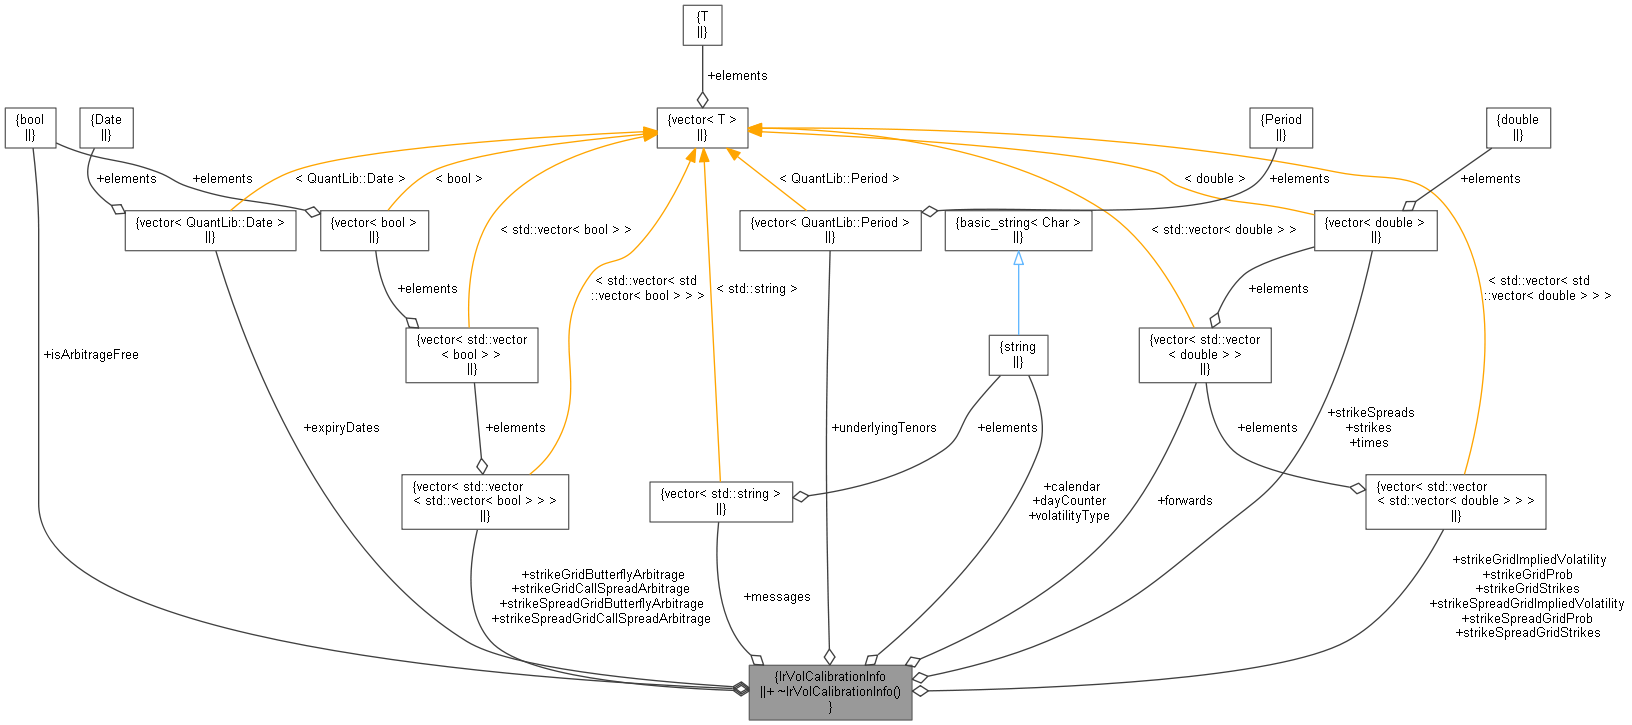 {T
||}
+elements
{bool
||}
{Date
||}
{vector< T >
||}
{Period
||}
{double
||}
+elements
+elements
< QuantLib::Date >
< bool >
< QuantLib::Period >
< double >
+elements
+elements
{vector< QuantLib::Date >
||}
{vector< bool >
||}
{vector< QuantLib::Period >
||}
{basic_string< Char >
||}
{vector< double >
||}
< std::vector< bool > >
< std::vector< double > >
+elements
< std::vector< std
::vector< bool > > >
< std::string >
+elements
< std::vector< std
::vector< double > > >
+isArbitrageFree
{vector< std::vector
< bool > >
||}
{string
||}
{vector< std::vector
< double > >
||}
+expiryDates
+elements
+underlyingTenors
+elements
+elements
+strikeSpreads
+strikes
+times
{vector< std::vector
< std::vector< bool > > >
||}
{vector< std::string >
||}
+calendar
+dayCounter
+volatilityType
+forwards
{vector< std::vector
< std::vector< double > > >
||}
+strikeGridButterflyArbitrage
+strikeGridCallSpreadArbitrage
+strikeSpreadGridButterflyArbitrage
+strikeSpreadGridCallSpreadArbitrage
+messages
+strikeGridImpliedVolatility
+strikeGridProb
+strikeGridStrikes
+strikeSpreadGridImpliedVolatility
+strikeSpreadGridProb
+strikeSpreadGridStrikes
{IrVolCalibrationInfo
||+ ~IrVolCalibrationInfo()
}